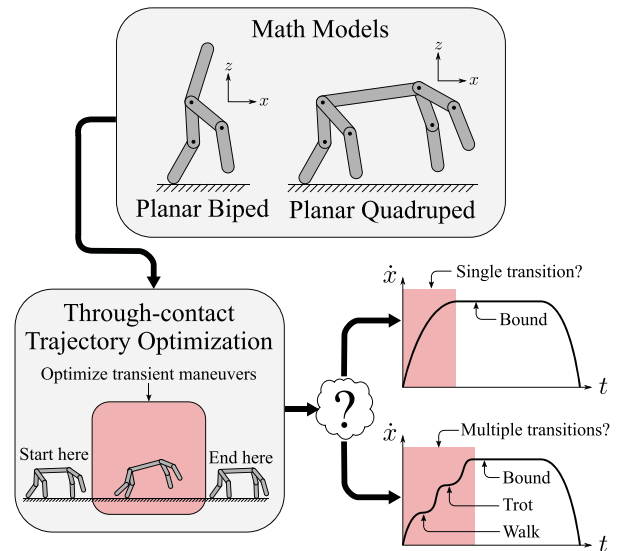 Math Models
z
x
z
x
Planar Biped
Planar Quadruped
Through-contact
Trajectory Optimization
Optimize transient maneuvers
Start here
End here
?
ẋ
Single transition?
Bound
t
ẋ
Multiple transitions?
Bound
Trot
Walk
t